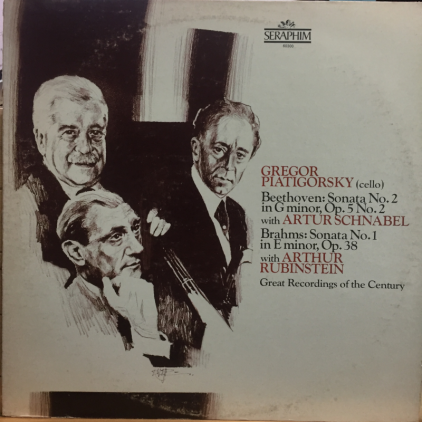 SERAPHIM
GREGOR
PIATIGORSKY (cello)
Beethoven: Sonata No. 2
in G minor, Op. 5 No. 2
with ARTUR SCHNABEL
Brahms: Sonata No. 1
in E minor, Op. 38
with ARTHUR
RUBINSTEIN
Great Recordings of the Century